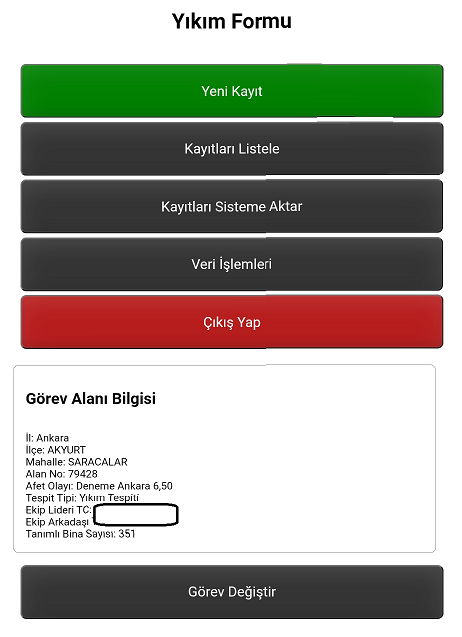 Yıkım Formu
Yeni Kayıt
Kayıtları Listele
Kayıtları Sisteme Aktar
Veri İşlemleri
Çıkış Yap
Görev Alanı Bilgisi
İl: Ankara
İlçe: AKYURT
Mahalle: SARACALAR
Alan No: 79428
Afet Olayı: Deneme Ankara 6,50
Tespit Tipi: Yıkım Tespiti
Ekip Lideri TC:
Ekip Arkadaşı
Tanımlı Bina Sayısı: 351
Görev Değiştir